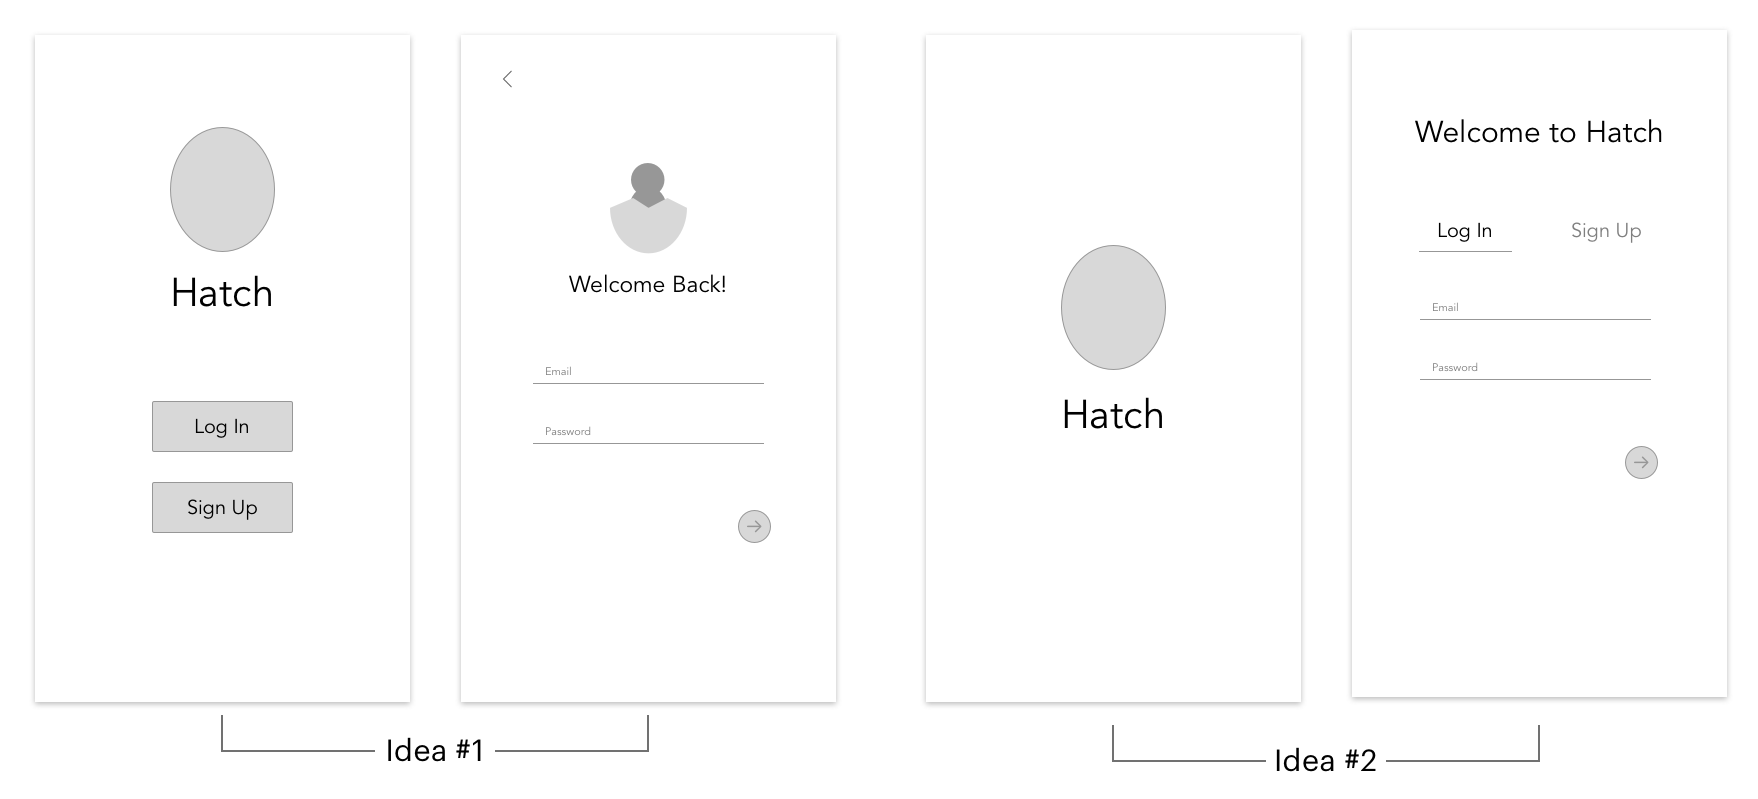 Hatch
Log In
Sign Up
Welcome Back!
Email
Password
Idea #1
Hatch
Welcome to Hatch
Log In Sign Up
Email
Password
Idea #2